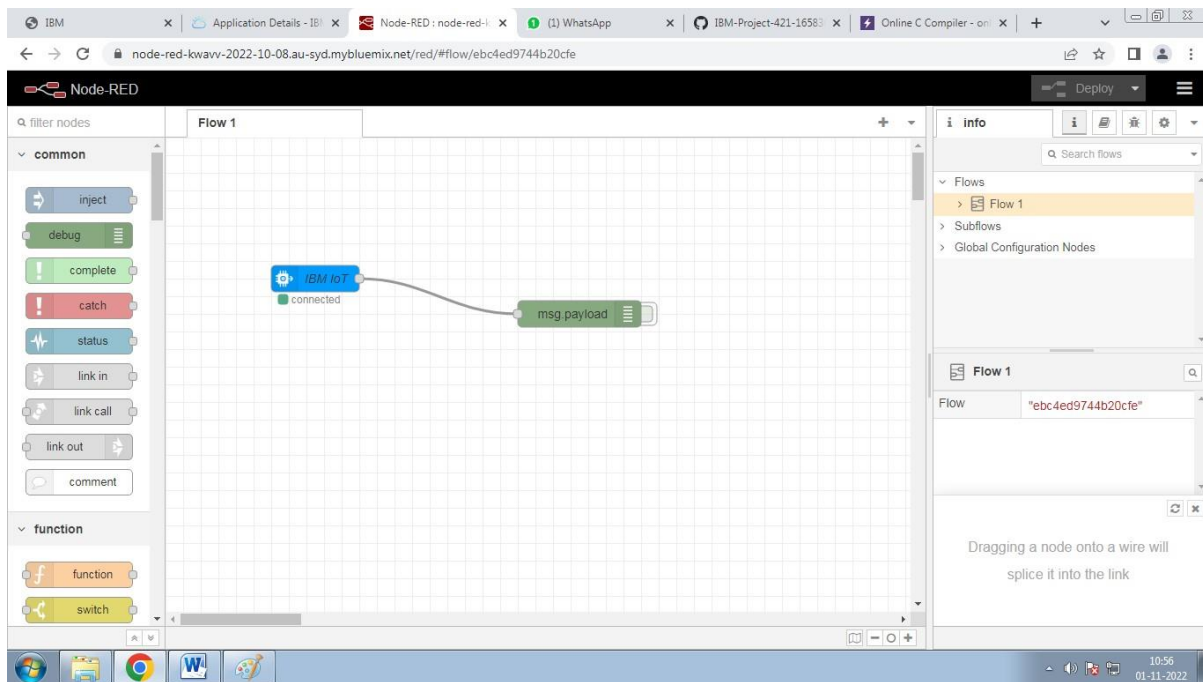 IBM
Application Details - IB
Node-RED : node-red-k
(1) WhatsApp
IBM-Project-421-1658
Online C Compiler - on
node-red-kwavv-2022-10-08.au-syd.mybluemix.net/red/#flow/ebc4ed9744b20cfe
Node-RED
Deploy
filter nodes
Flow 1
i info
i
common
Search flows
inject
Flows
Flow 1
debug
Subflows
Global Configuration Nodes
complete
IBM IoT
connected
catch
msg.payload
status
link in
Flow 1
link call
Flow "ebc4ed9744b20cfe"
link out
comment
function
Dragging a node onto a wire will
splice it into the link
function
switch
10:56
01-11-2022